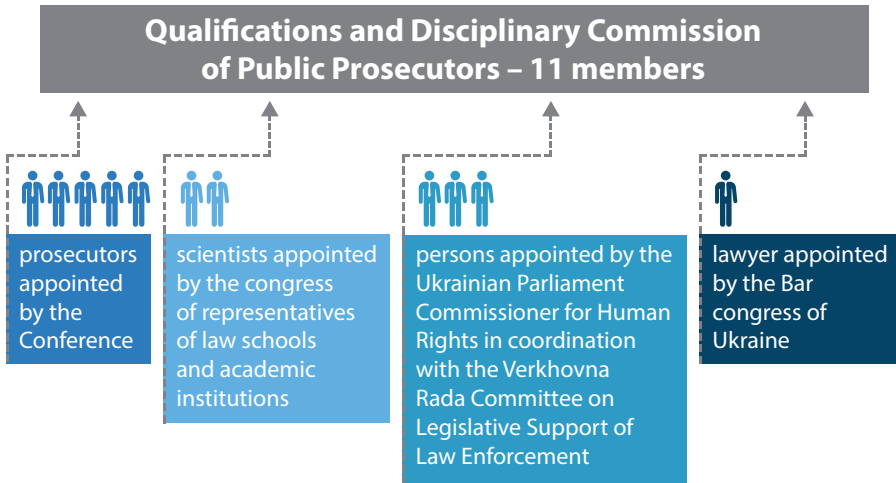 Qualifications and Disciplinary Commission
of Public Prosecutors – 11 members
prosecutors
appointed
by the
Conference
scientists appointed
by the congress
of representatives
of law schools
and academic
institutions
persons appointed by the
Ukrainian Parliament
Commissioner for Human
Rights in coordination
with the Verkhovna
Rada Committee on
Legislative Support of
Law Enforcement
lawyer appointed
by the Bar
congress of
Ukraine